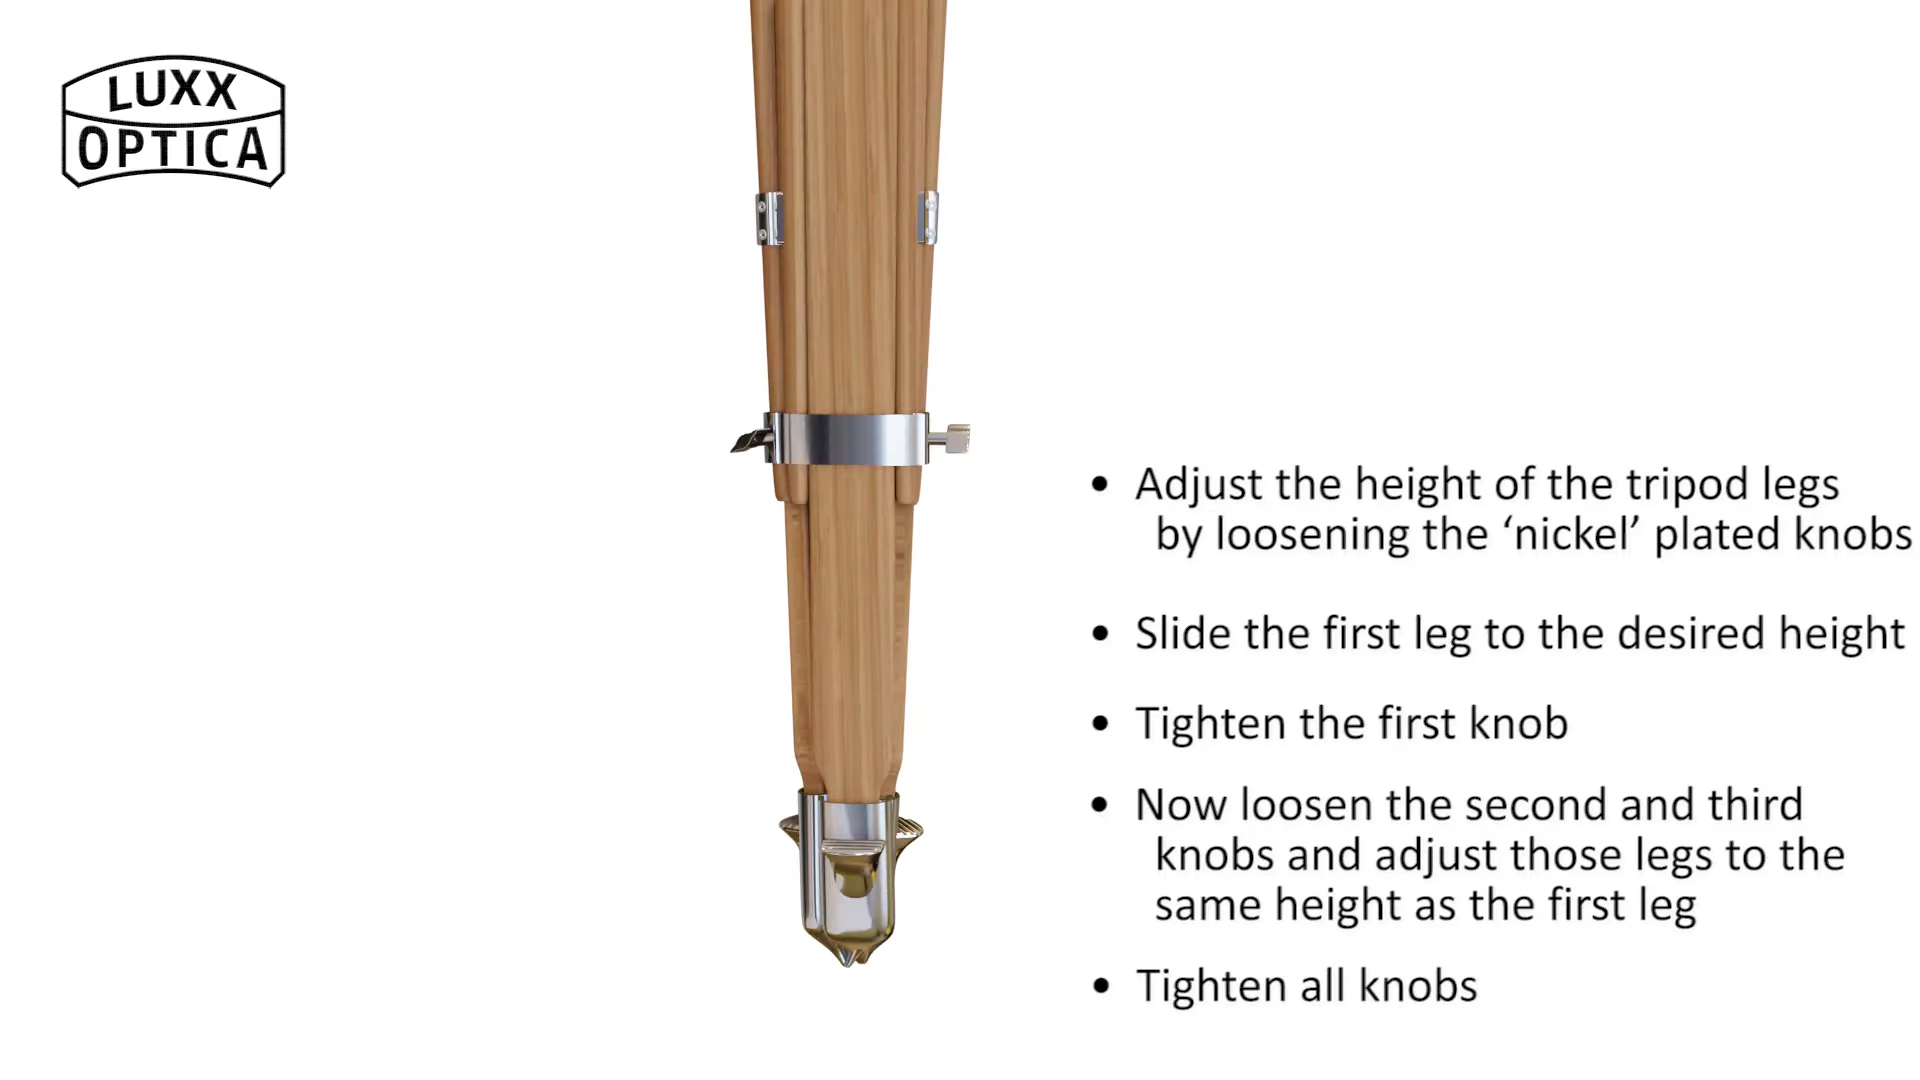 LUXX
OPTICA
• Adjust the height of the tripod legs
by loosening the ‘nickel’ plated knobs
• Slide the first leg to the desired height
• Tighten the first knob
• Now loosen the second and third
knobs and adjust those legs to the
same height as the first leg
• Tighten all knobs